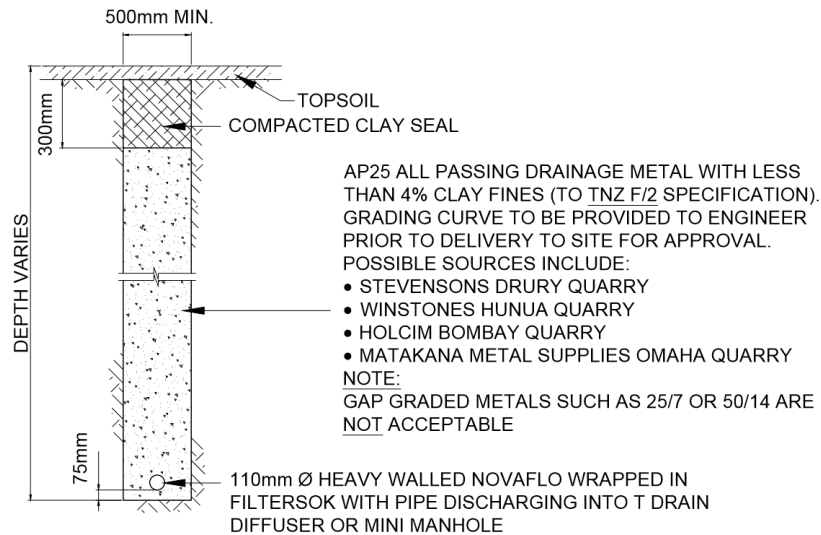 500mm MIN.
TOPSOIL
COMPACTED CLAY SEAL
300mm
DEPTH VARIES
AP25 ALL PASSING DRAINAGE METAL WITH LESS
THAN 4% CLAY FINES (TO TNZ F/2 SPECIFICATION).
GRADING CURVE TO BE PROVIDED TO ENGINEER
PRIOR TO DELIVERY TO SITE FOR APPROVAL.
POSSIBLE SOURCES INCLUDE:
• STEVENSONS DRURY QUARRY
• WINSTONES HUNUA QUARRY
• HOLCIM BOMBAY QUARRY
• MATAKANA METAL SUPPLIES OMAHA QUARRY
NOTE:
GAP GRADED METALS SUCH AS 25/7 OR 50/14 ARE
NOT ACCEPTABLE
75mm
110mm Ø HEAVY WALLED NOVAFLO WRAPPED IN
FILTERSOK WITH PIPE DISCHARGING INTO T DRAIN
DIFFUSER OR MINI MANHOLE